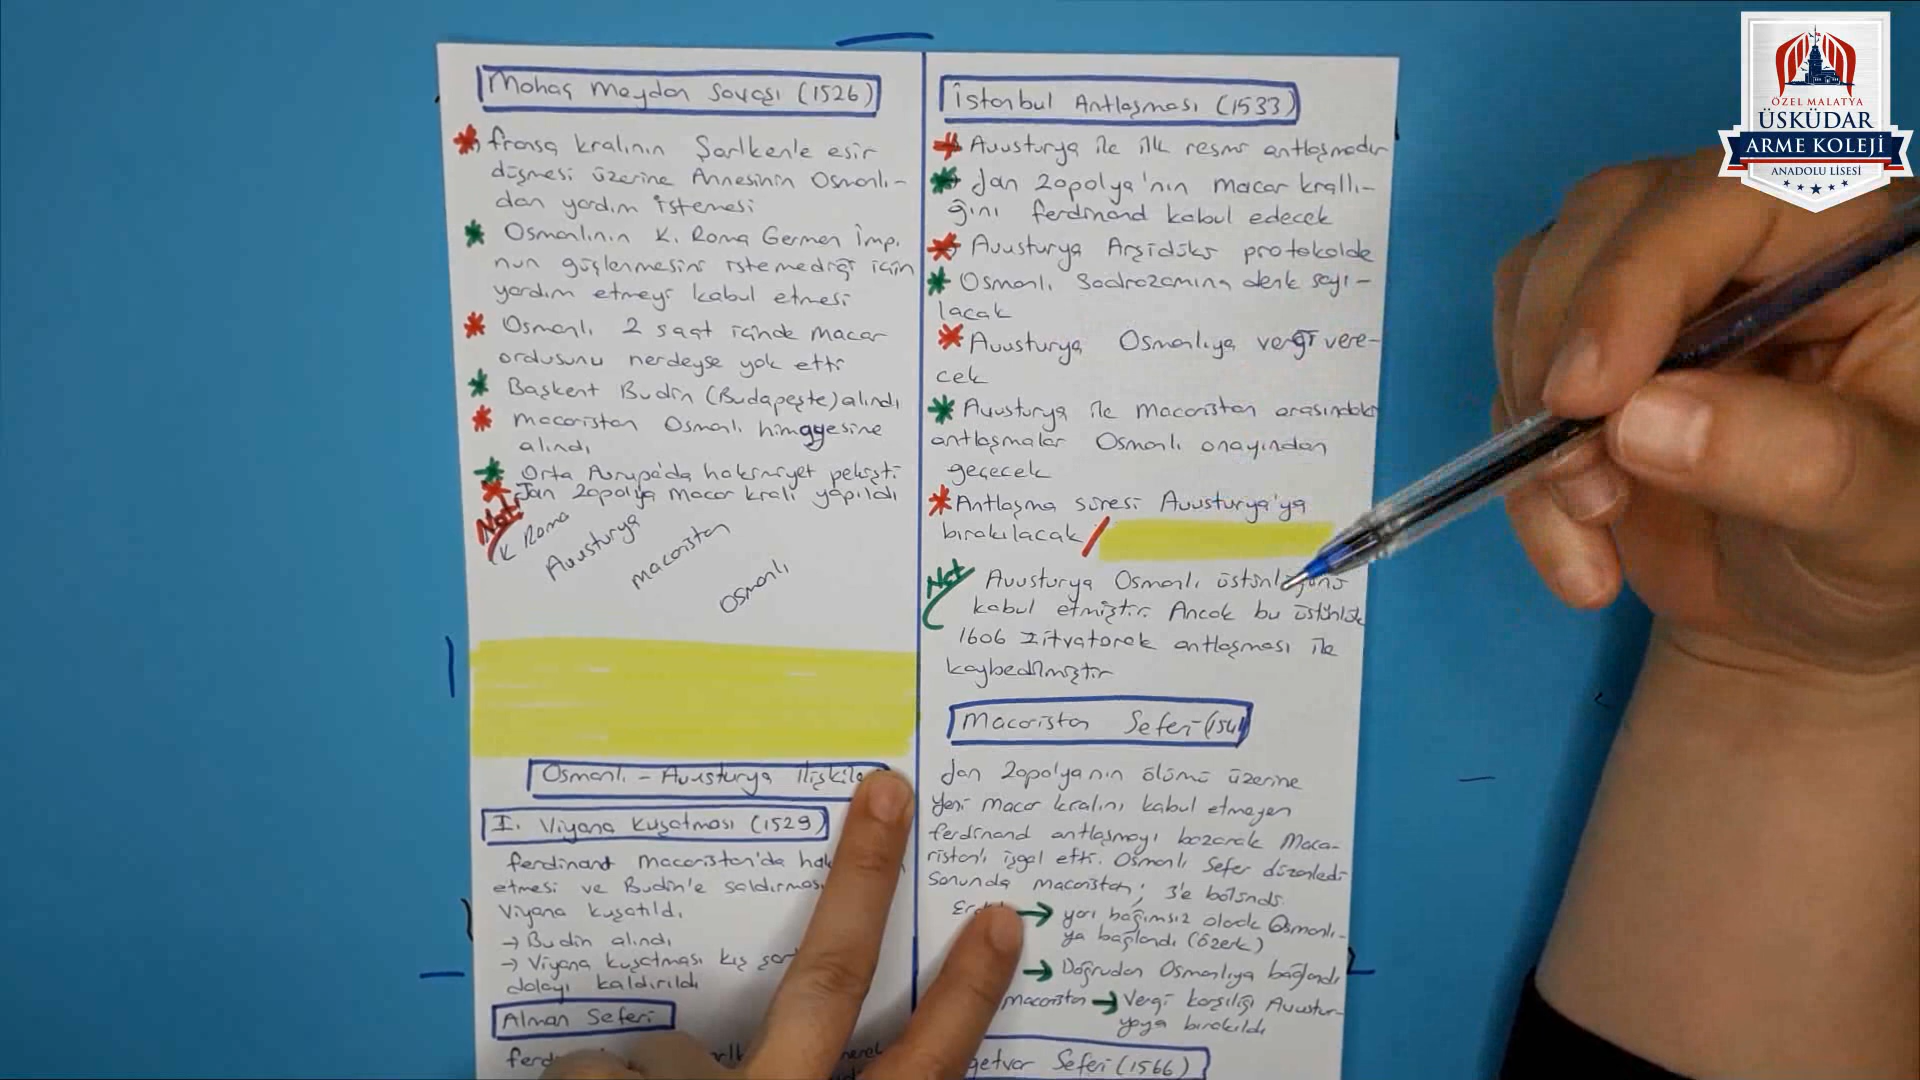 Mohaç Meydan Savaşı (1526)
fransa kralının Şarlken'e esir
düşmesi üzerine Annesinin Osmanlı-
dan yardım istemesi
Osmanlının K. Roma Germen İmp.
nun güçlenmesini istemediği için
yardım etmeyi kabul etmesi
Osmanlı 2 saat içinde macar
ordusunu nerdeyse yok etti
Başkent Budin (Budapeşte) alındı
macaristan Osmanlı himayesine
alındı
Orta Avrupa'da hakimiyet pekişti
Jan Zapolya macar kralı yapıldı
Not:
K Roma
Avusturya
macaristan
Osmanlı
Osmanlı - Avusturya
I. Viyana Kuşatması (1529)
ferdinant macaristan'da
etmesi ve Budin'e
Viyana kuşatıldı
→ Budin alındı
→ Viyana kuşatması kış
dolayı kaldırıldı
Alman Seferi
İstanbul Antlaşması (1533)
Avusturya ile ilk resmi antlaşmadır
Jan Zapolya'nın macar krallı-
ğını ferdinand kabul edecek
Avusturya Arşidükü protokolde
Osmanlı Sadrazamına denk sayı-
lacak
Avusturya Osmanlıya vergi vere-
cek
Avusturya ile macaristan arasındaki
antlaşmalar Osmanlı onayından
geçecek
Antlaşma süresi Avusturya'ya
bırakılacak
Not Avusturya Osmanlı üstünlüğünü
kabul etmiştir. Ancak bu üstünlük
1606 Zitvatorak antlaşması ile
kaybedilmiştir
macaristan Seferi (1541
Jan Zapolyanın ölümü üzerine
yeni macar kralını kabul etmeyen
ferdinand antlaşmayı bozarak Maca-
ristan'ı işgal etti. Osmanlı Sefer düzenledi
Sonunda macaristan; 3'e bölündü.
→ yarı bağımsız olarak Osmanlı-
ya bağlandı (özerk)
→ Doğrudan Osmanlıya bağlandı
macaristan → Vergi karşılığı Avustur-
yaya bırakıldı
Seferi (1566)
ÖZEL MALATYA
ÜSKÜDAR
ARME KOLEJİ
ANADOLU LİSESİ